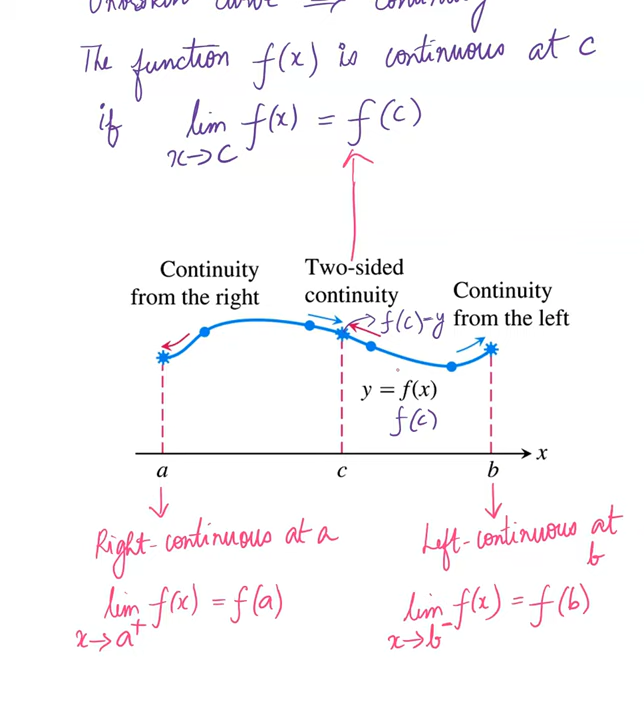 The function f(x) is continuous at c
if lim f(x) = f(c)
x→c
Continuity
from the right
Two-sided
continuity
f(c)-y
Continuity
from the left
y = f(x)
f(c)
a c b x
Right-continuous at a
lim f(x) = f(a)
x→a⁺
Left-continuous at
b
lim f(x) = f(b)
x→b⁻